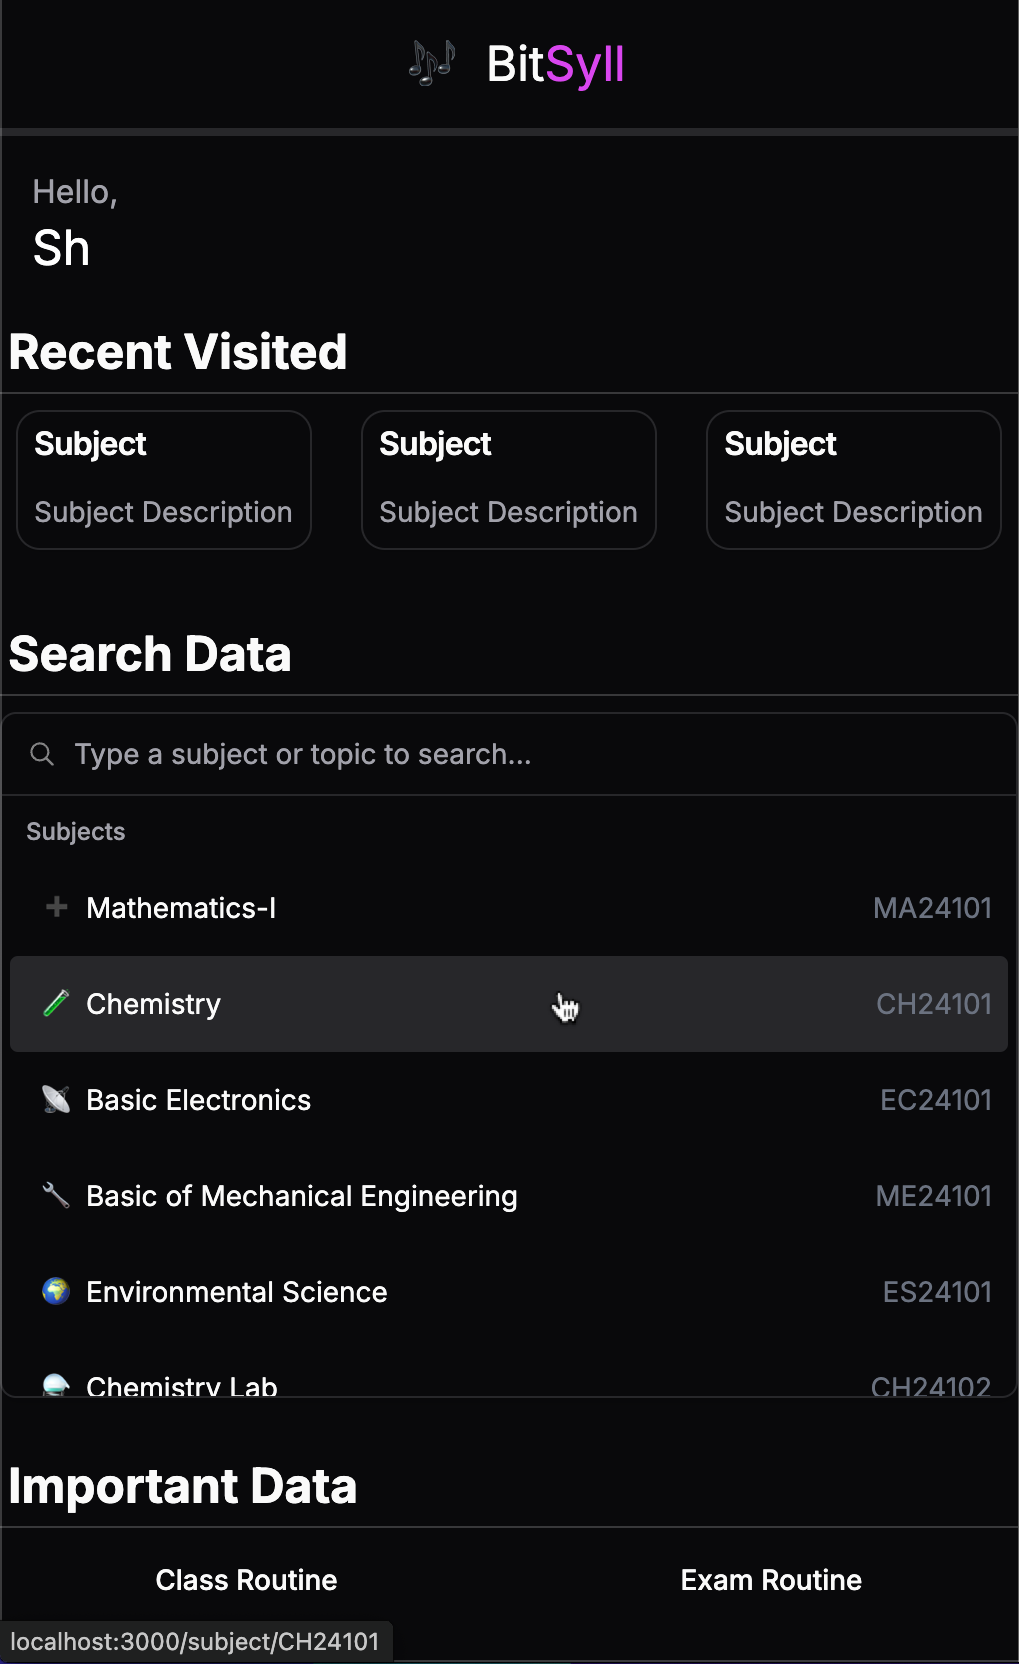 BitSyll
Hello,
Sh
Recent Visited
Subject Subject Subject
Subject Description Subject Description Subject Description
Search Data
Type a subject or topic to search...
Subjects
Mathematics-I MA24101
Chemistry CH24101
Basic Electronics EC24101
Basic of Mechanical Engineering ME24101
Environmental Science ES24101
Chemistry Lab CH24102
Important Data
Class Routine Exam Routine
localhost:3000/subject/CH24101